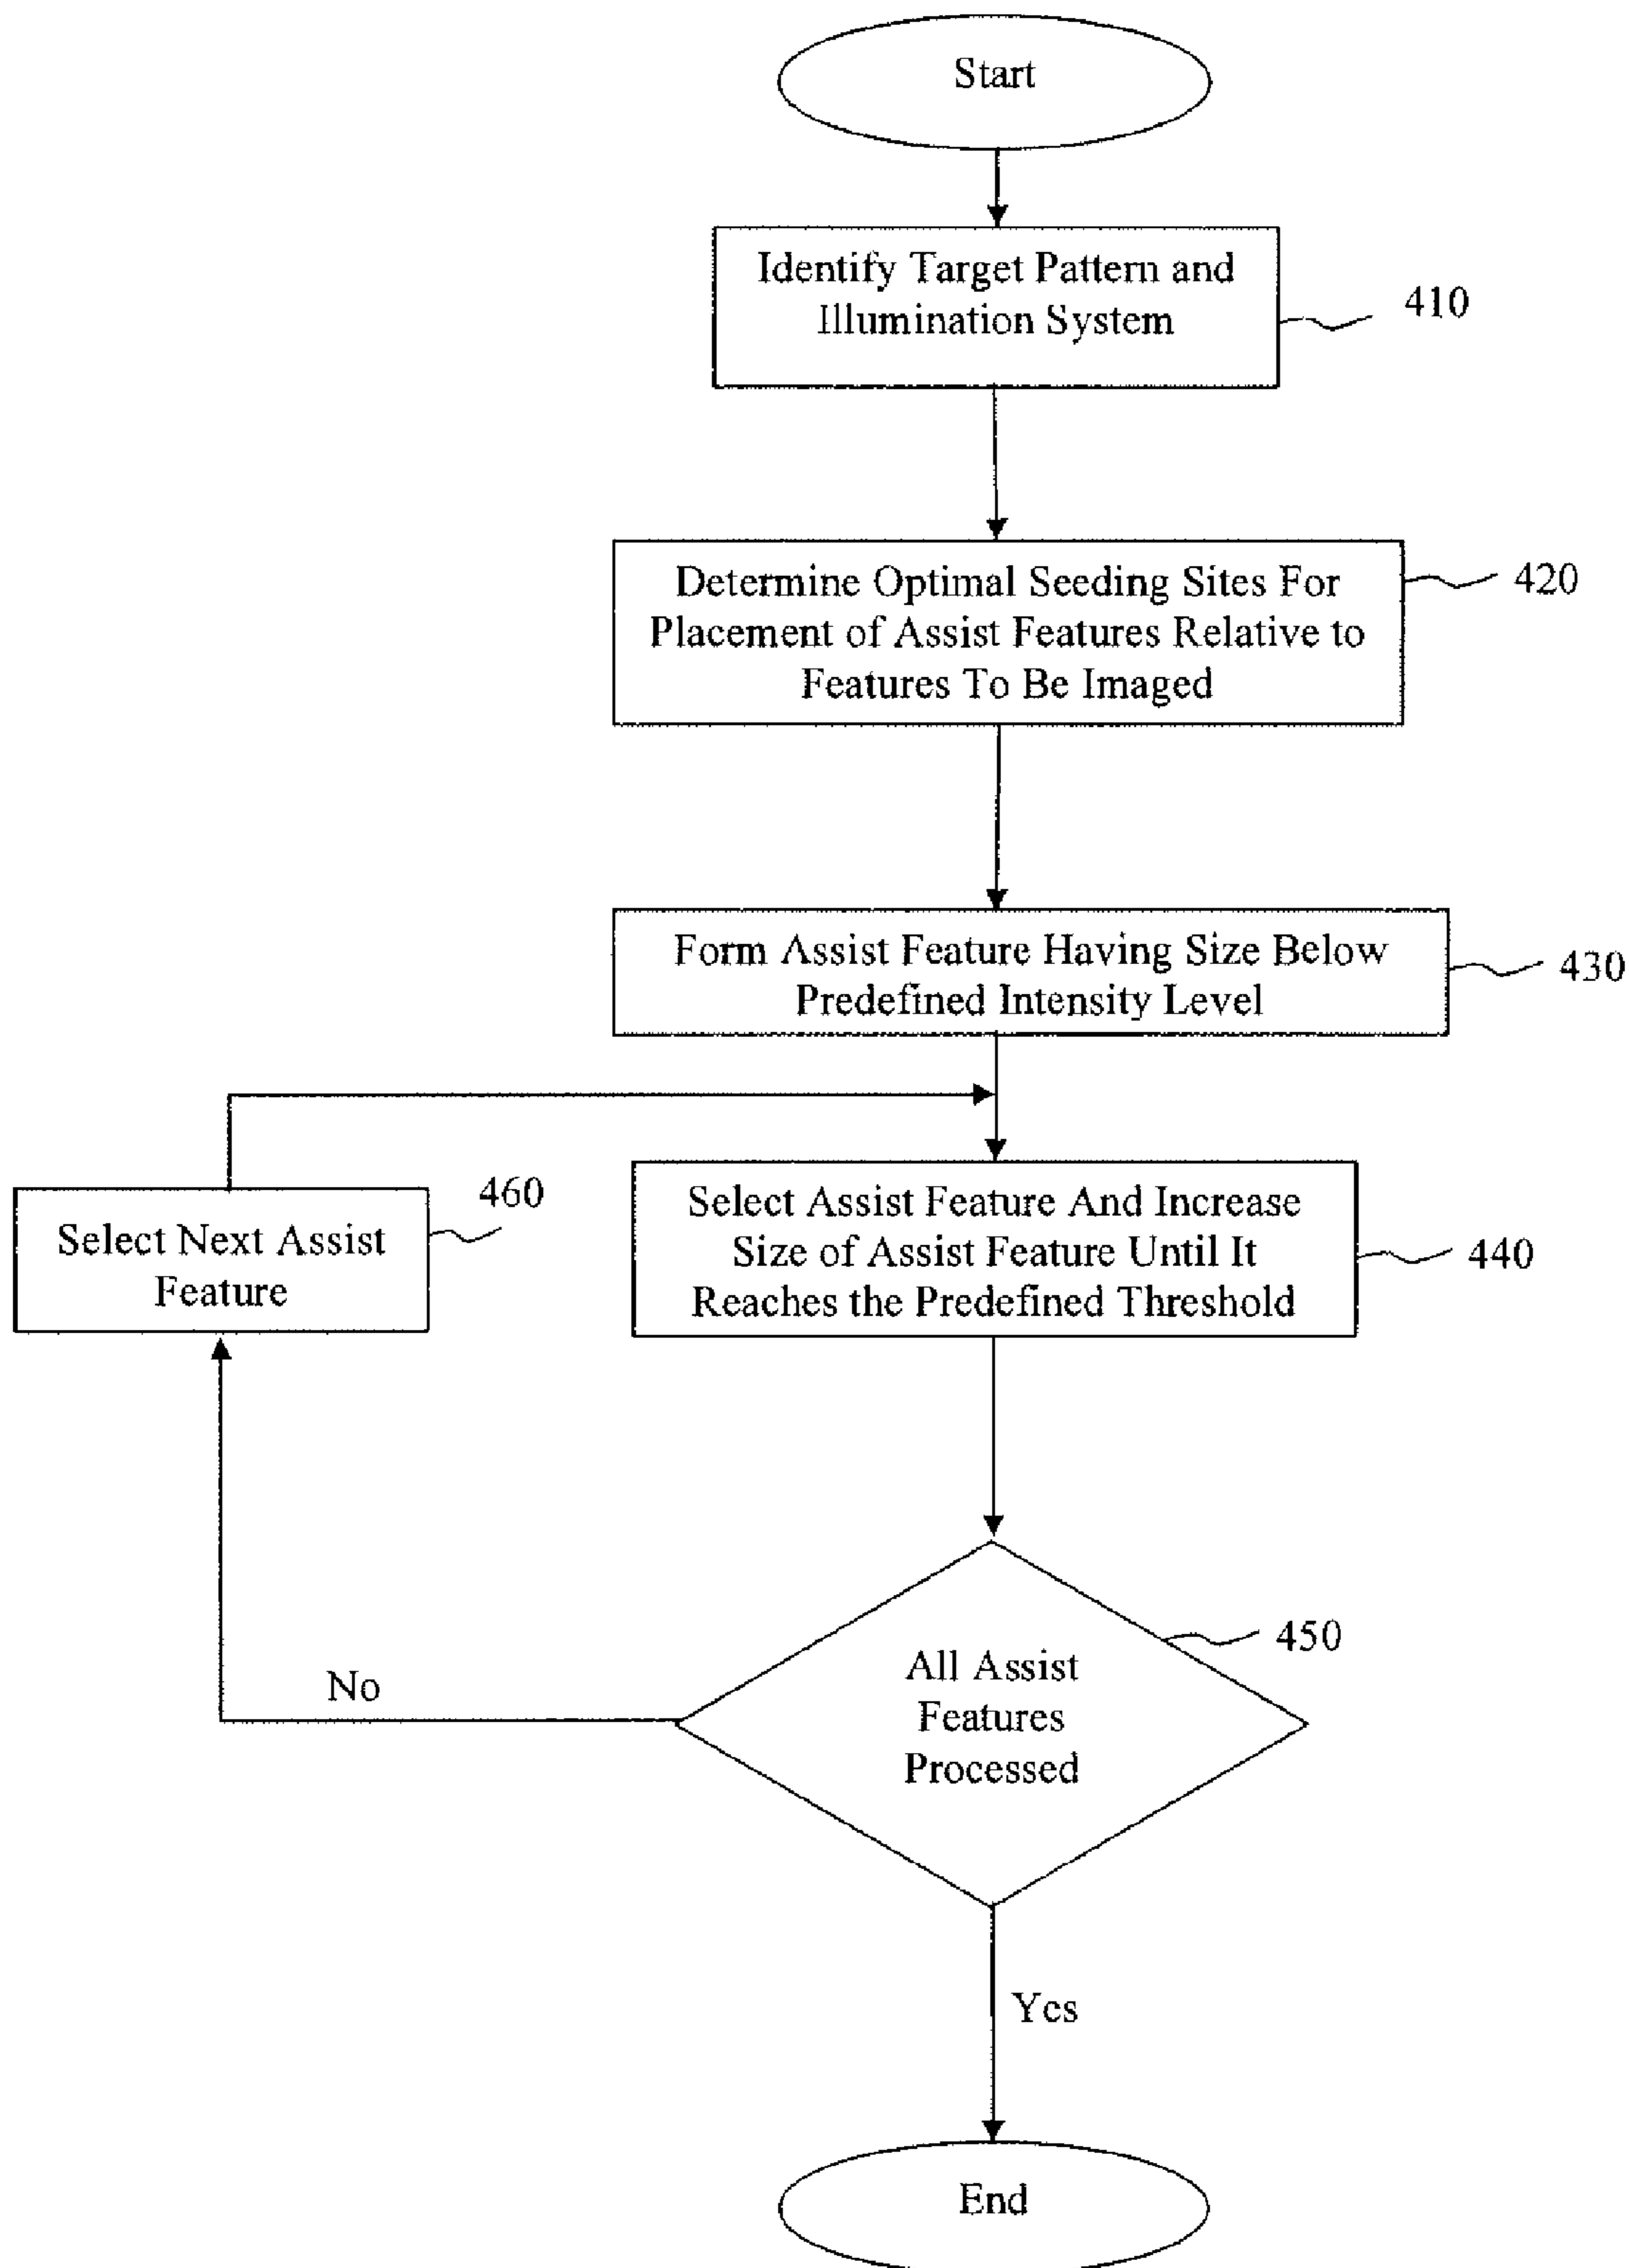 Start
Identify Target Pattern and
Illumination System
410
Determine Optimal Seeding Sites For
Placement of Assist Features Relative to
Features To Be Imaged
420
Form Assist Feature Having Size Below
Predefined Intensity Level
430
460
Select Next Assist
Feature
Select Assist Feature And Increase
Size of Assist Feature Until It
Reaches the Predefined Threshold
440
450
All Assist
Features
Processed
No
Yes
End